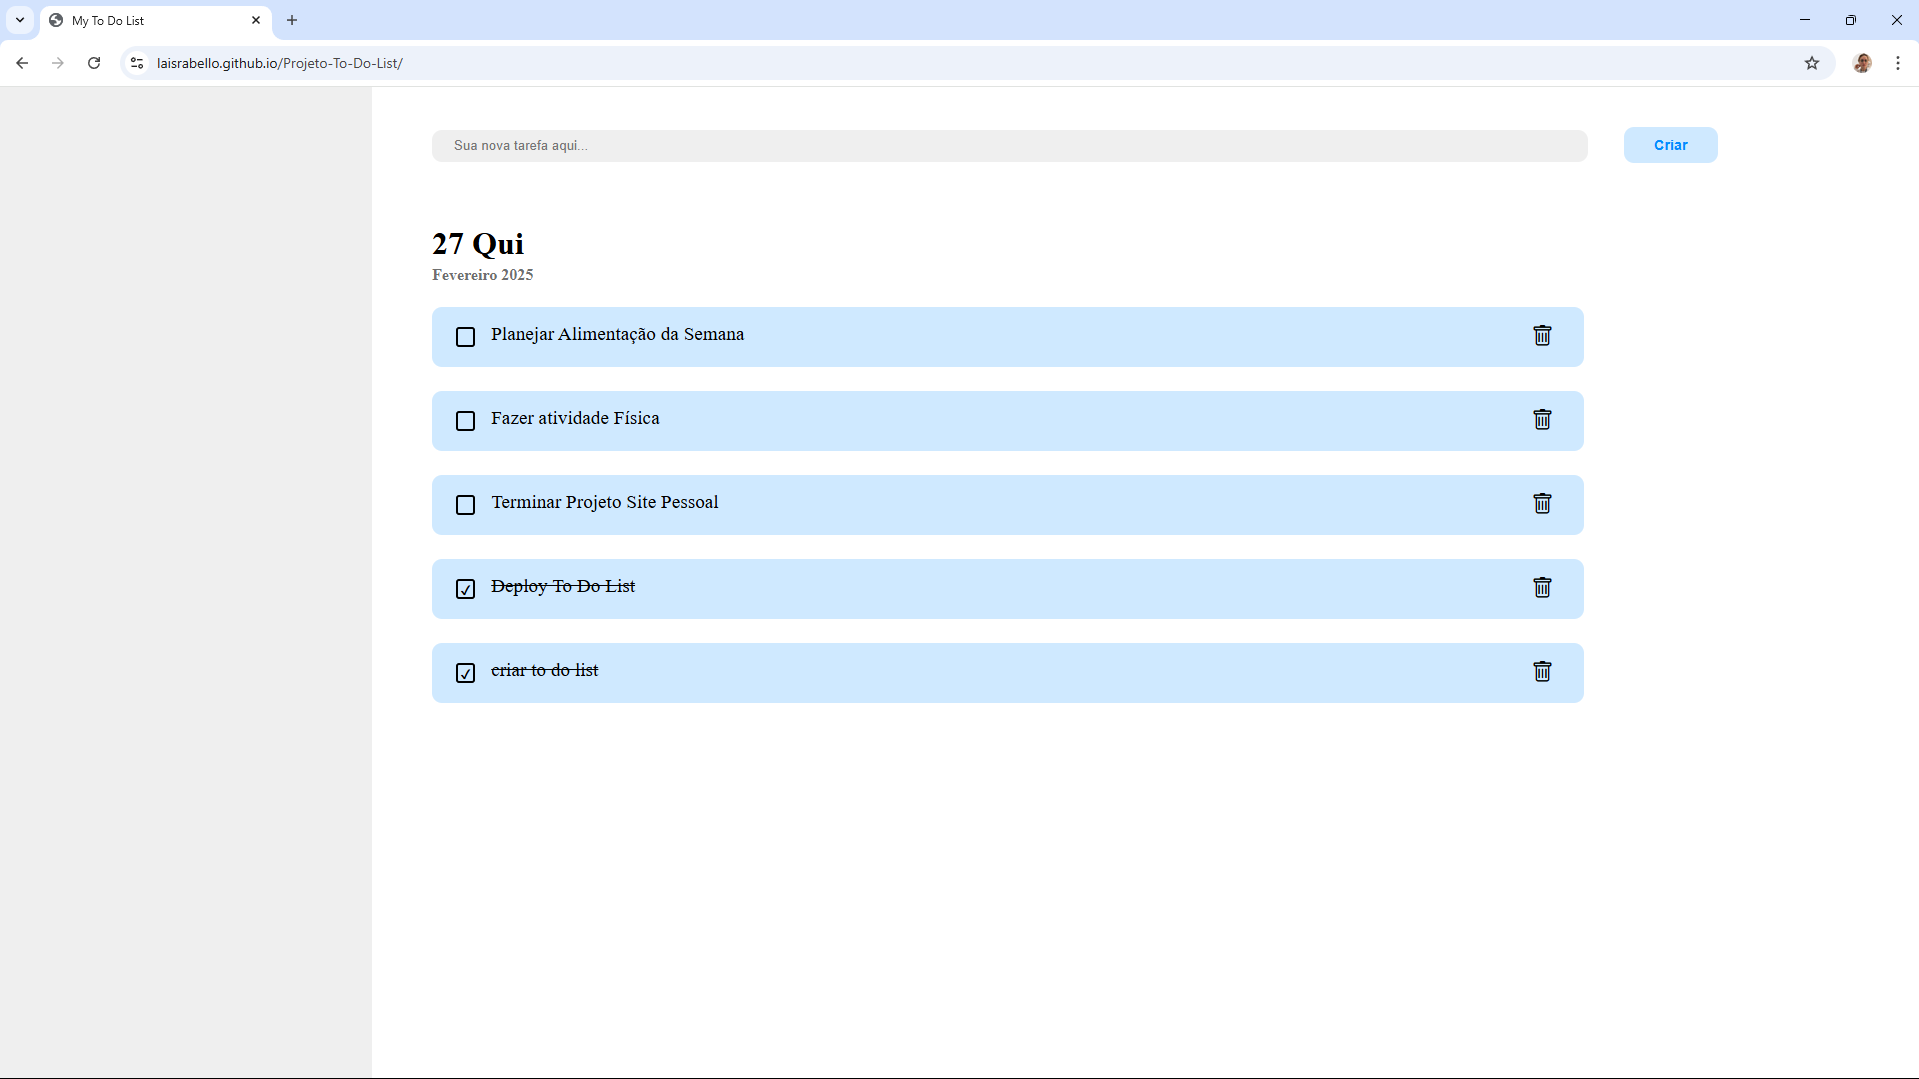 My To Do List
laisrabello.github.io/Projeto-To-Do-List/
Sua nova tarefa aqui...
Criar
27 Qui
Fevereiro 2025
Planejar Alimentação da Semana
Fazer atividade Física
Terminar Projeto Site Pessoal
Deploy To Do List
criar to do list